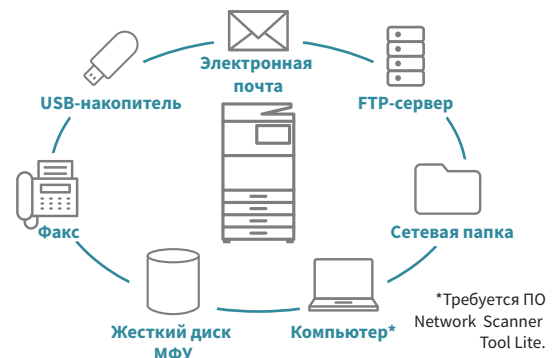 Электронная
почта
USB-накопитель
FTP-сервер
Факс
Сетевая папка
Жесткий диск
МФУ
Компьютер*
*Требуется ПО
Network Scanner
Tool Lite.